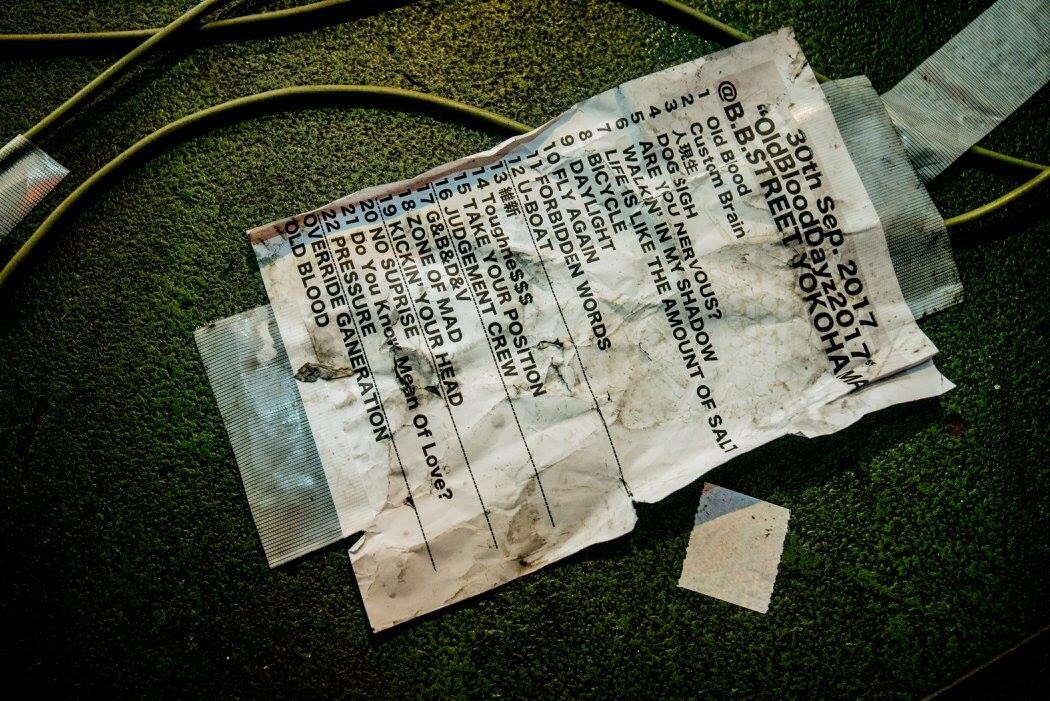 30th Sep. 2017
“OldBloodDayz2017”
@B.B.STREET YOKOHAMA
1 Old Blood
2 Custom Brain
3 人現生
4 DOG SIGH
5 ARE YOU NERVOUS?
6 WALKIN' IN MY SHADOW
7 LIFE IS LIKE THE AMOUNT OF SALT
8 BICYCLE
9 DAYLIGHT
10 FLY AGAIN
11 FORBIDDEN WORDS
12 U-BOAT
13 維新
14 Toughnesss
15 TAKE YOUR POSITION
16 JUDGEMENT CREW
17 G&B&D&V
18 ZONE OF MAD
19 KICKIN' YOUR HEAD
20 NO SUPRISE
21 Do You Know Mean Of Love?
22 PRESSURE
OVERRIDE GANERATION
OLD BLOOD